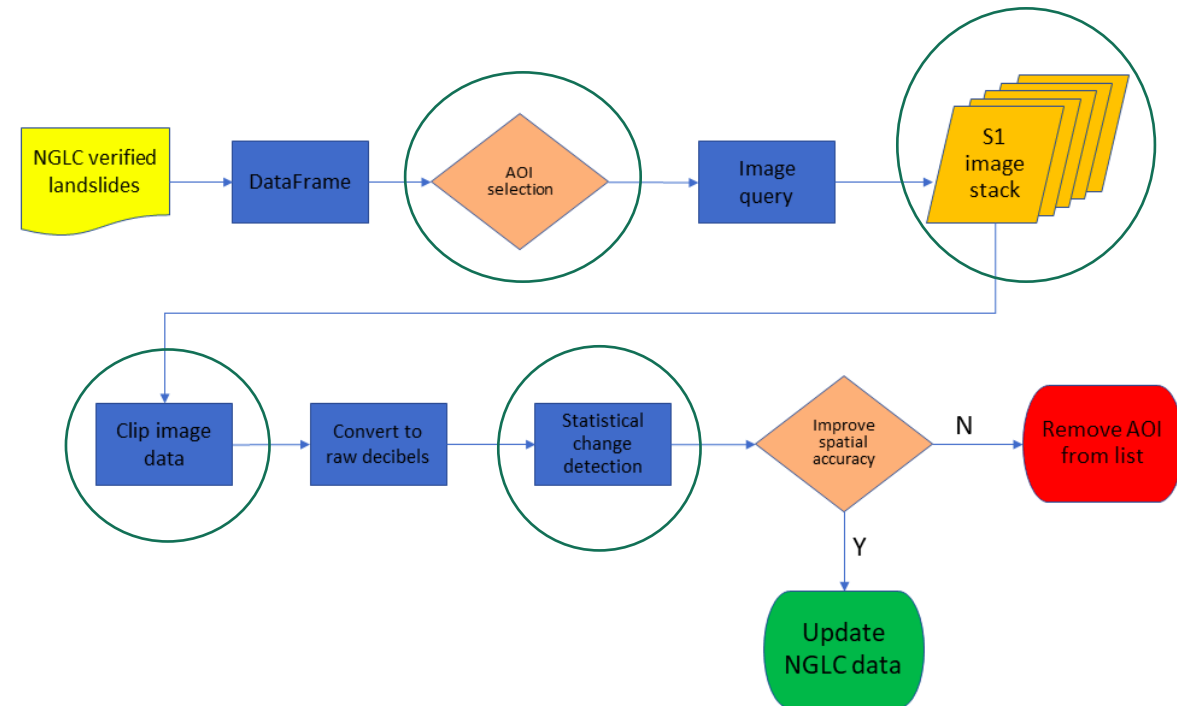 NGLC verified
landslides
DataFrame
AOI
selection
Image
query
S1
image
stack
Clip image
data
Convert to
raw decibels
Statistical
change
detection
Improve
spatial
accuracy
N
Remove AOI
from list
Y
Update
NGLC data